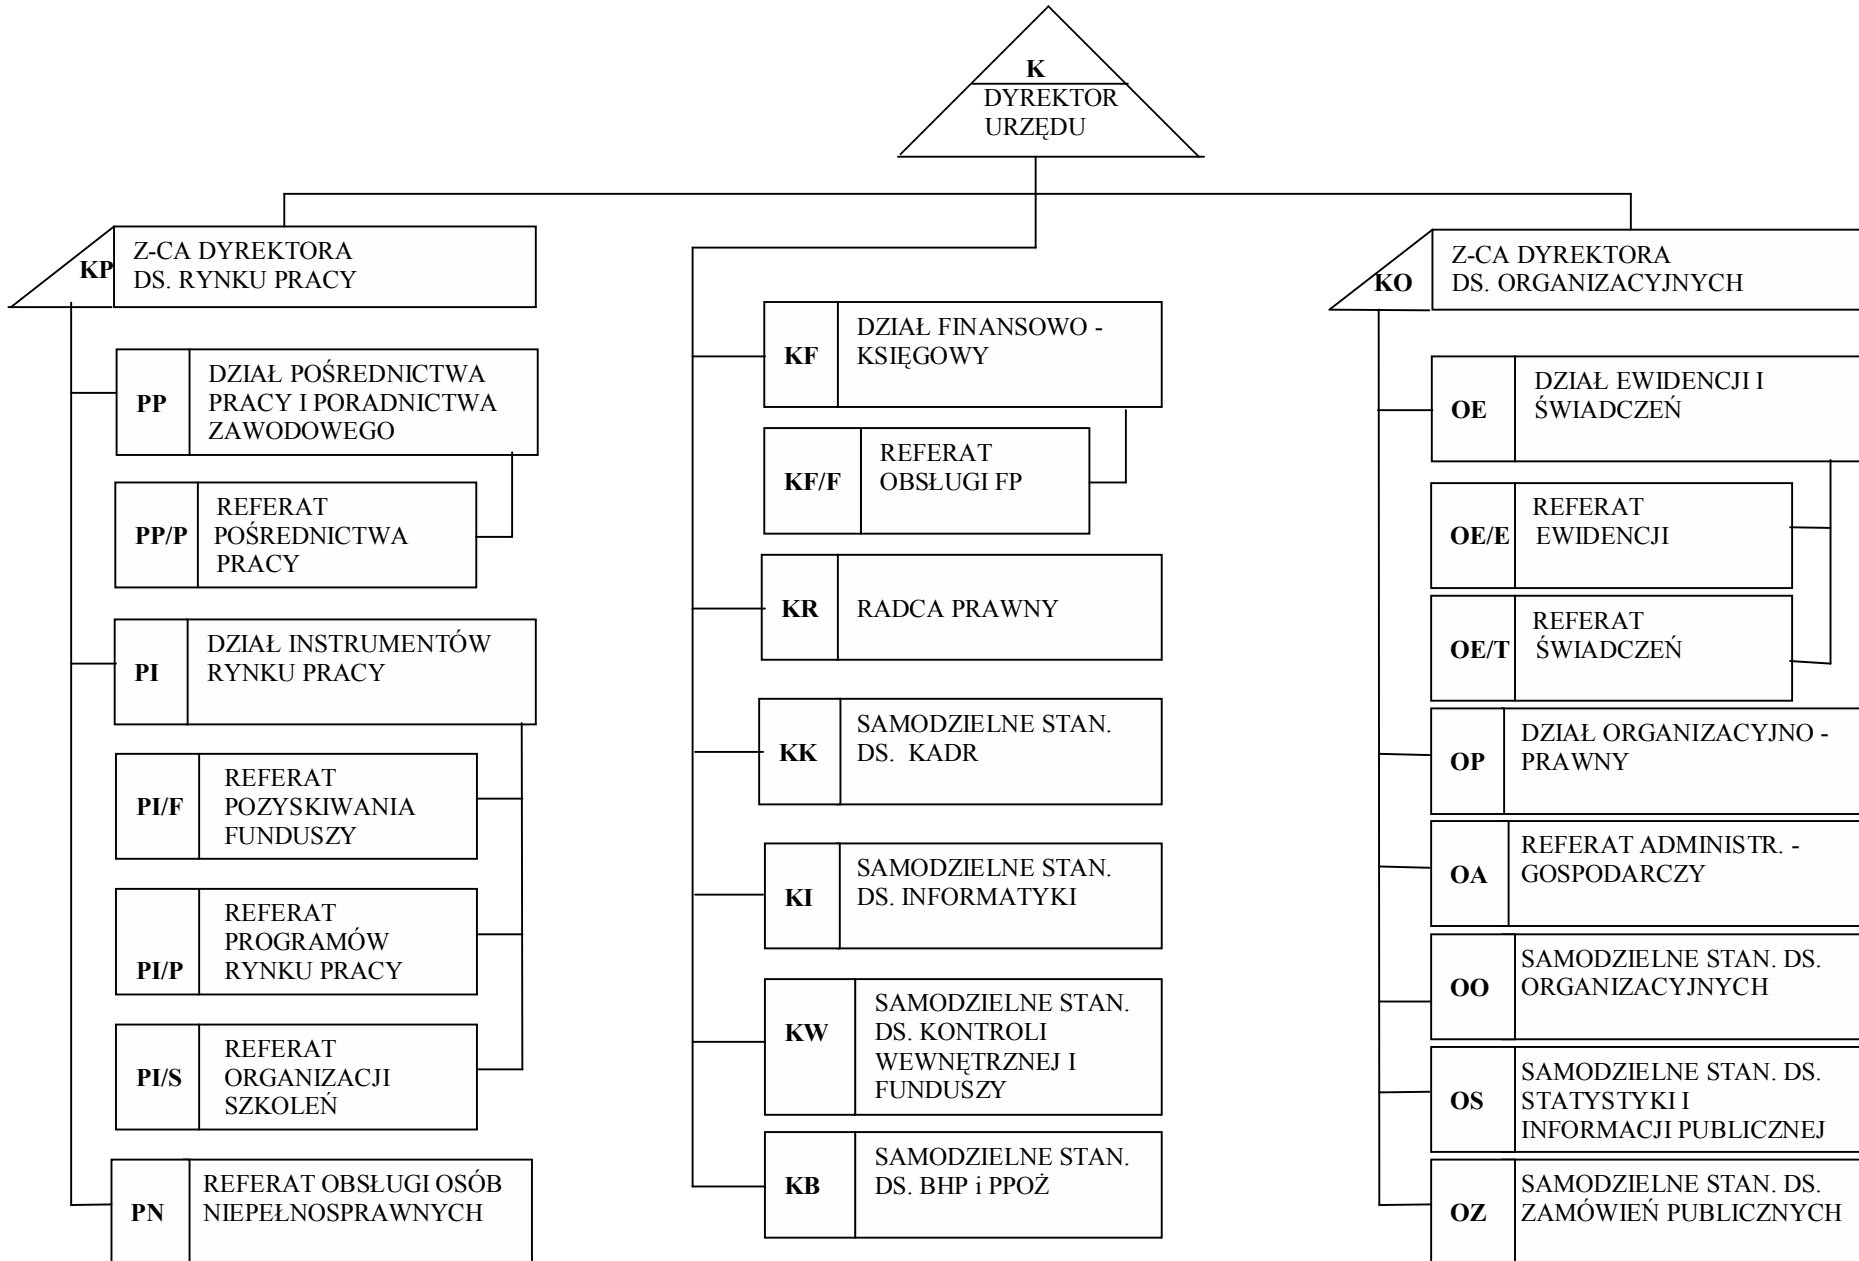 K
DYREKTOR
URZĘDU
KP
Z-CA DYREKTORA
DS. RYNKU PRACY
PP
DZIAŁ POŚREDNICTWA
PRACY I PORADNICTWA
ZAWODOWEGO
PP/P
REFERAT
POŚREDNICTWA
PRACY
PI
DZIAŁ INSTRUMENTÓW
RYNKU PRACY
PI/F
REFERAT
POZYSKIWANIA
FUNDUSZY
PI/P
REFERAT
PROGRAMÓW
RYNKU PRACY
PI/S
REFERAT
ORGANIZACJI
SZKOLEŃ
PN
REFERAT OBSŁUGI OSÓB
NIEPEŁNOSPRAWNYCH
KF
DZIAŁ FINANSOWO -
KSIĘGOWY
KF/F
REFERAT
OBSŁUGI FP
KR
RADCA PRAWNY
KK
SAMODZIELNE STAN.
DS. KADR
KI
SAMODZIELNE STAN.
DS. INFORMATYKI
KW
SAMODZIELNE STAN.
DS. KONTROLI
WEWNĘTRZNEJ I
FUNDUSZY
KB
SAMODZIELNE STAN.
DS. BHP i PPOŻ
KO
Z-CA DYREKTORA
DS. ORGANIZACYJNYCH
OE
DZIAŁ EWIDENCJI I
ŚWIADCZEŃ
OE/E
REFERAT
EWIDENCJI
OE/T
REFERAT
ŚWIADCZEŃ
OP
DZIAŁ ORGANIZACYJNO -
PRAWNY
OA
REFERAT ADMINISTR. -
GOSPODARCZY
OO
SAMODZIELNE STAN. DS.
ORGANIZACYJNYCH
OS
SAMODZIELNE STAN. DS.
STATYSTYKI I
INFORMACJI PUBLICZNEJ
OZ
SAMODZIELNE STAN. DS.
ZAMÓWIEŃ PUBLICZNYCH